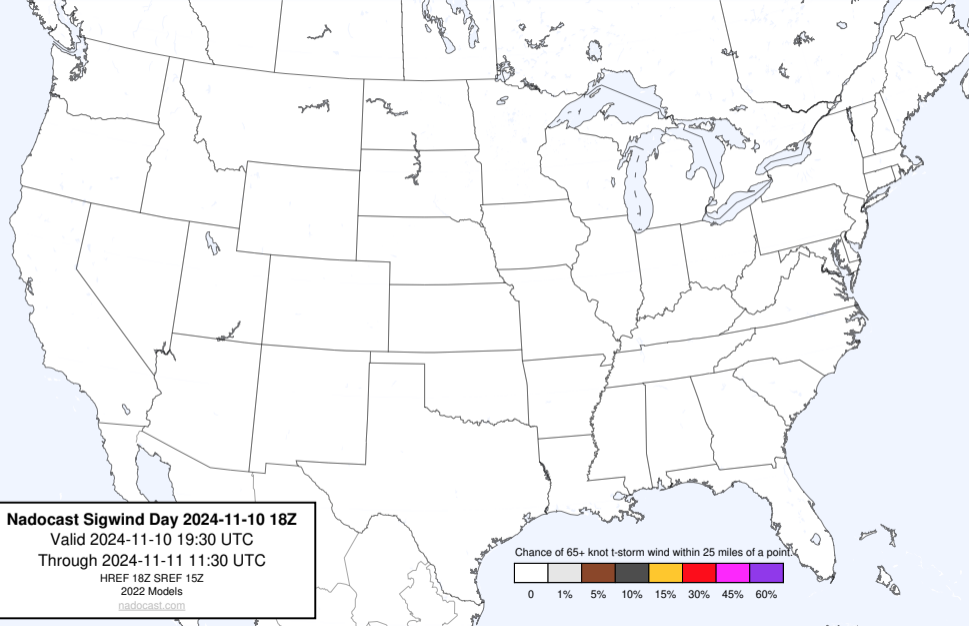 Nadocast Sigwind Day 2024-11-10 18Z
Valid 2024-11-10 19:30 UTC
Through 2024-11-11 11:30 UTC
HREF 18Z SREF 15Z
2022 Models
nadocast.com
Chance of 65+ knot t-storm wind within 25 miles of a point.
0 1% 5% 10% 15% 30% 45% 60%